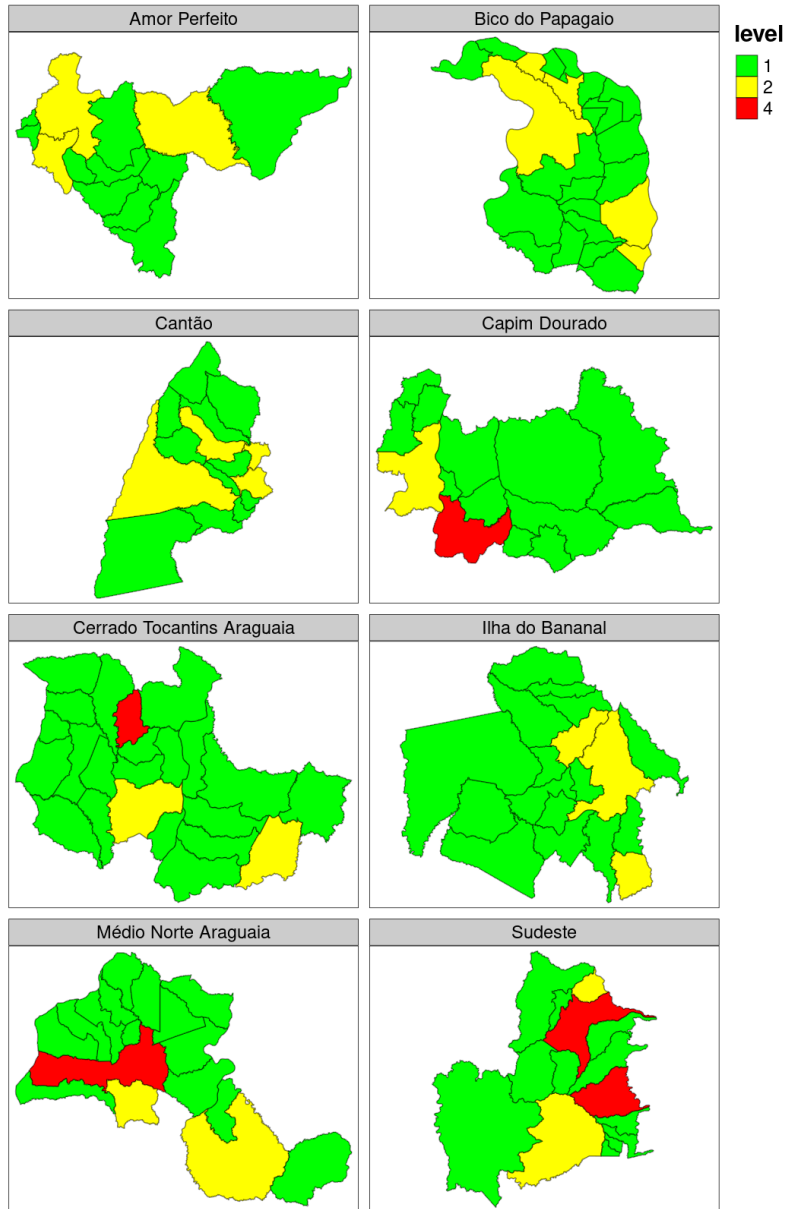 Amor Perfeito
Bico do Papagaio
level
1
2
4
Cantão
Capim Dourado
Cerrado Tocantins Araguaia
Ilha do Bananal
Médio Norte Araguaia
Sudeste